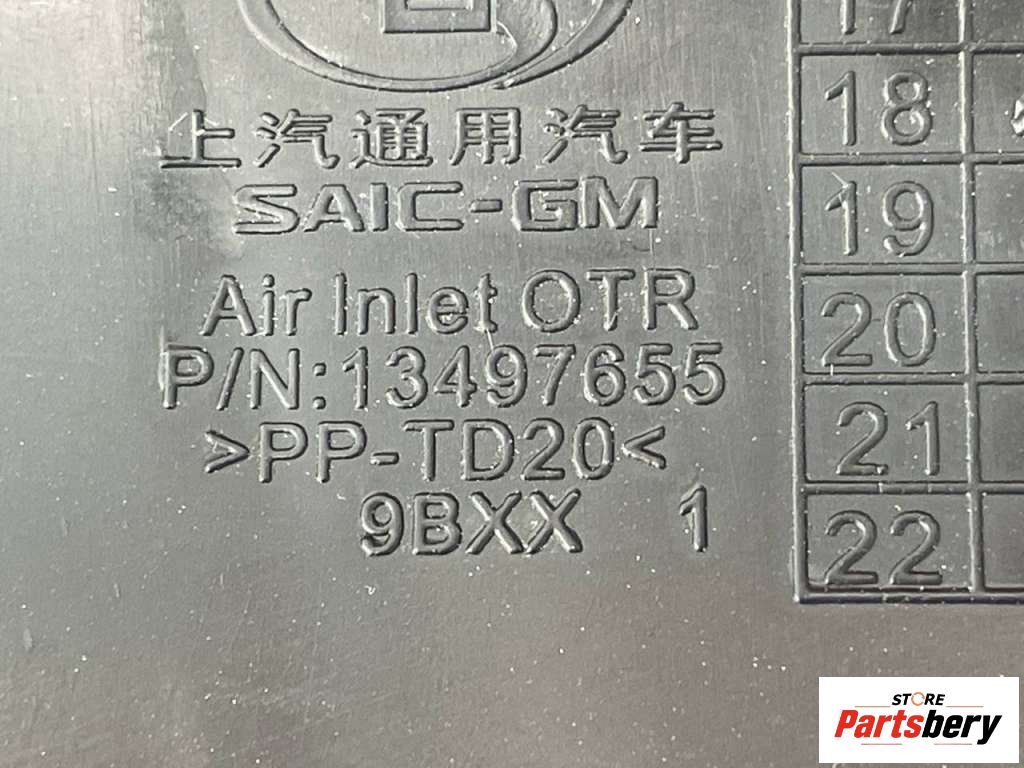 上汽通用汽车
SAIC-GM
Air Inlet OTR
P/N:13497655
>PP-TD20<
9BXX 1
17
18
19
20
21
22
STORE
Partsbery